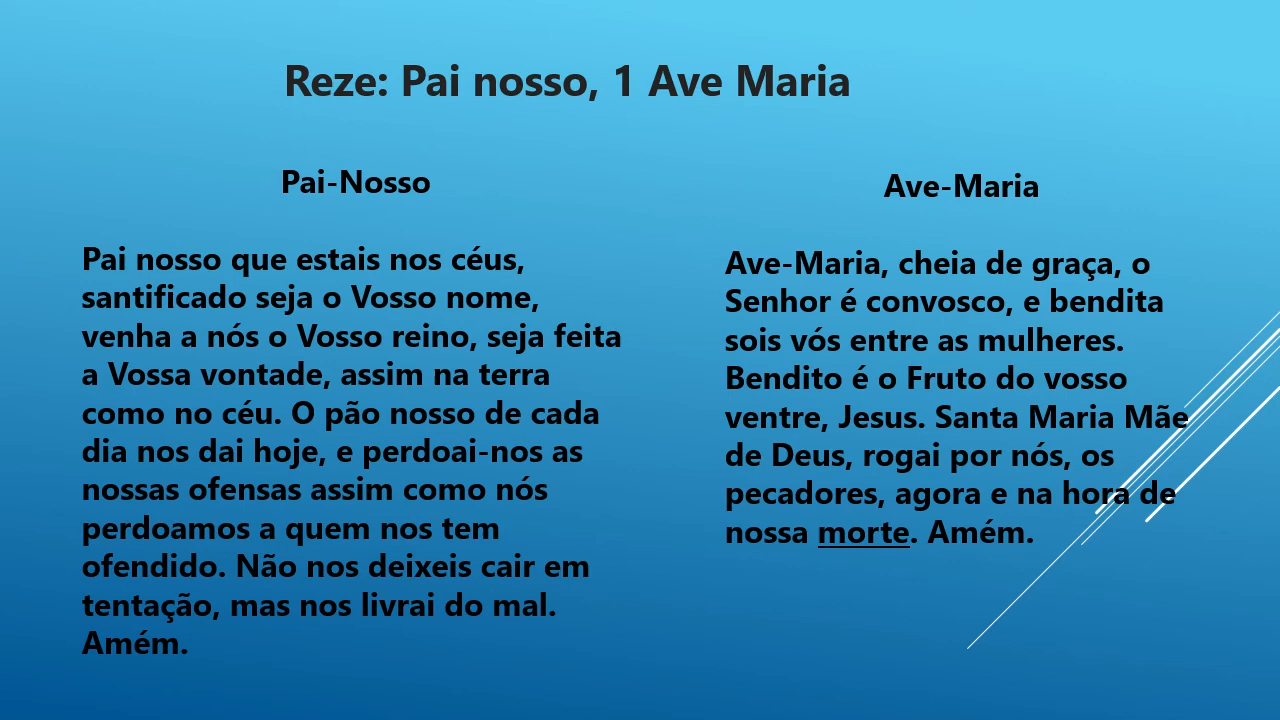 Reze: Pai nosso, 1 Ave Maria
Pai-Nosso
Pai nosso que estais nos céus,
santificado seja o Vosso nome,
venha a nós o Vosso reino, seja feita
a Vossa vontade, assim na terra
como no céu. O pão nosso de cada
dia nos dai hoje, e perdoai-nos as
nossas ofensas assim como nós
perdoamos a quem nos tem
ofendido. Não nos deixeis cair em
tentação, mas nos livrai do mal.
Amém.
Ave-Maria
Ave-Maria, cheia de graça, o
Senhor é convosco, e bendita
sois vós entre as mulheres.
Bendito é o Fruto do vosso
ventre, Jesus. Santa Maria Mãe
de Deus, rogai por nós, os
pecadores, agora e na hora de
nossa morte. Amém.